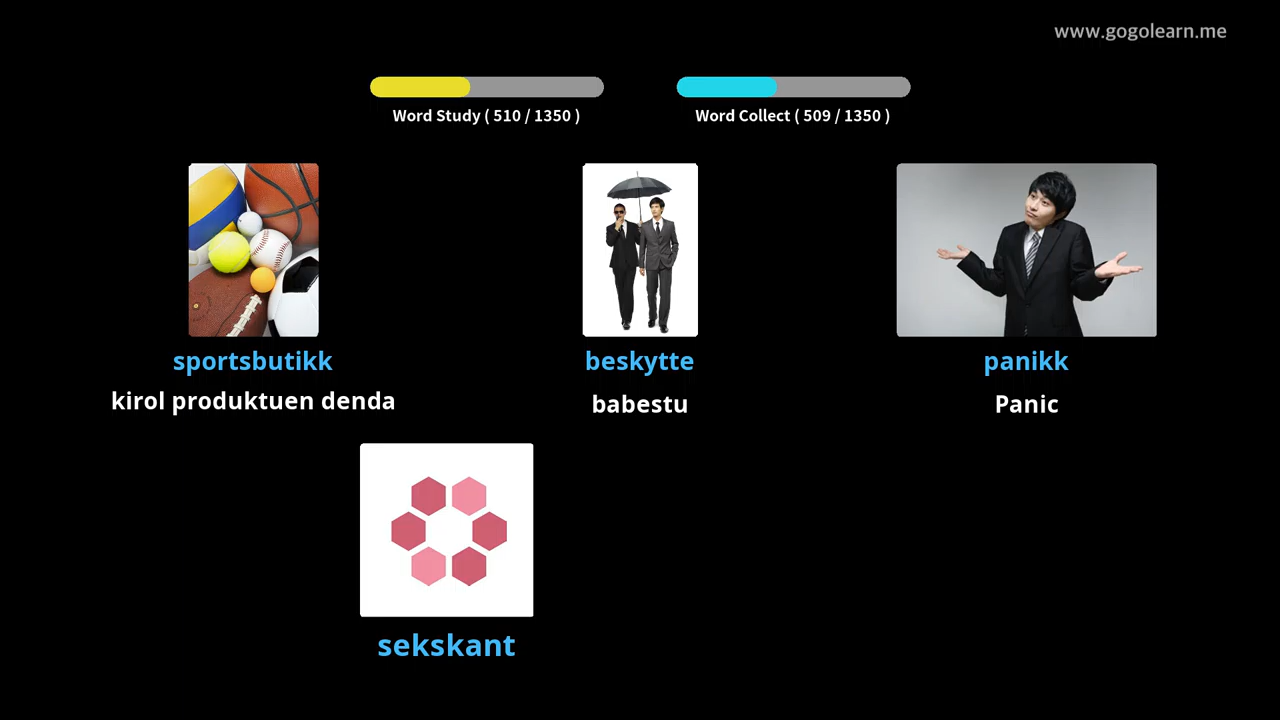 www.gogolearn.me
Word Study ( 510 / 1350 )
Word Collect ( 509 / 1350 )
sportsbutikk
beskytte
panikk
kirol produktuen denda
babestu
Panic
sekskant